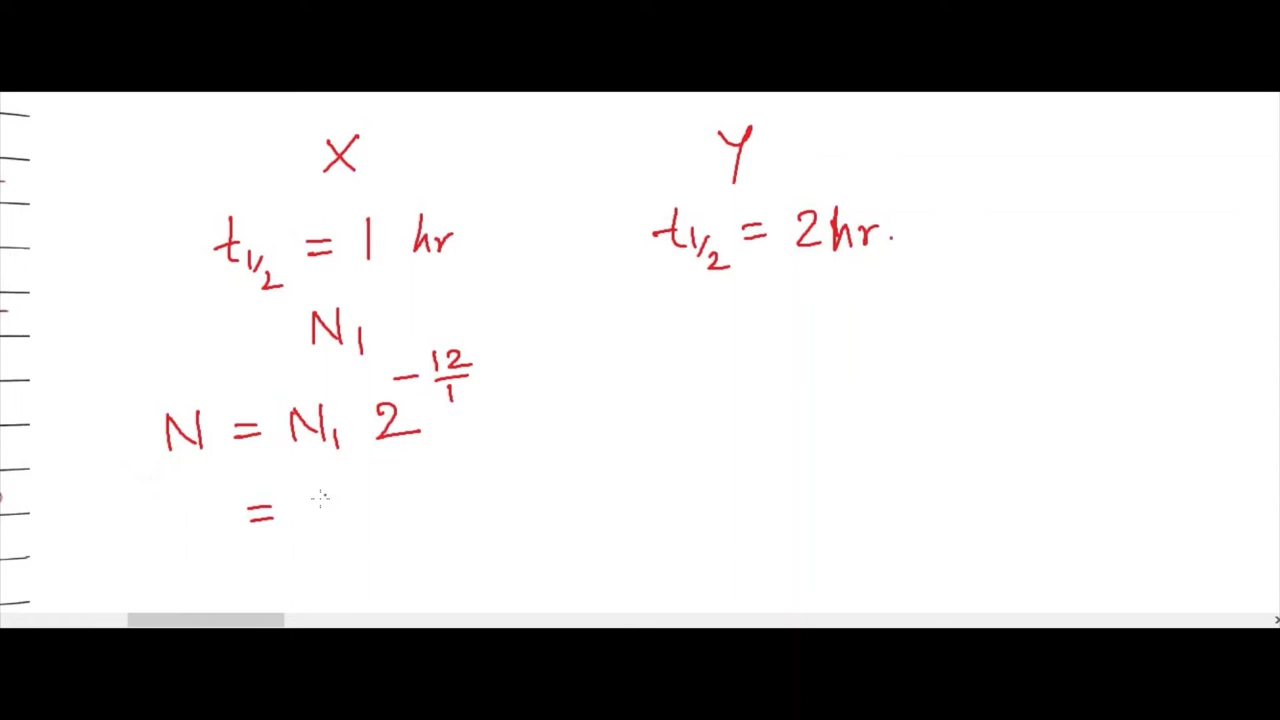 X Y
t1/2 = 1 hr t1/2 = 2hr.
N1
N = N1 2^-12/1
=